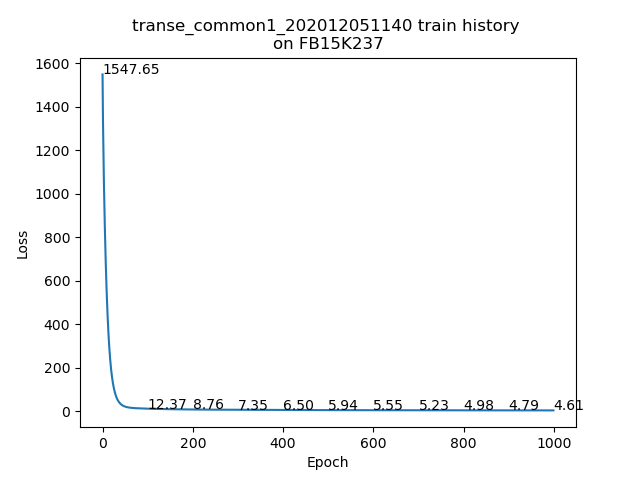 transe_common1_202012051140 train history
on FB15K237
1600
1547.65
1400
1200
1000
800
600
400
200
0
Loss
12.37 8.76 7.35 6.50 5.94 5.55 5.23 4.98 4.79 4.61
0 200 400 600 800 1000
Epoch